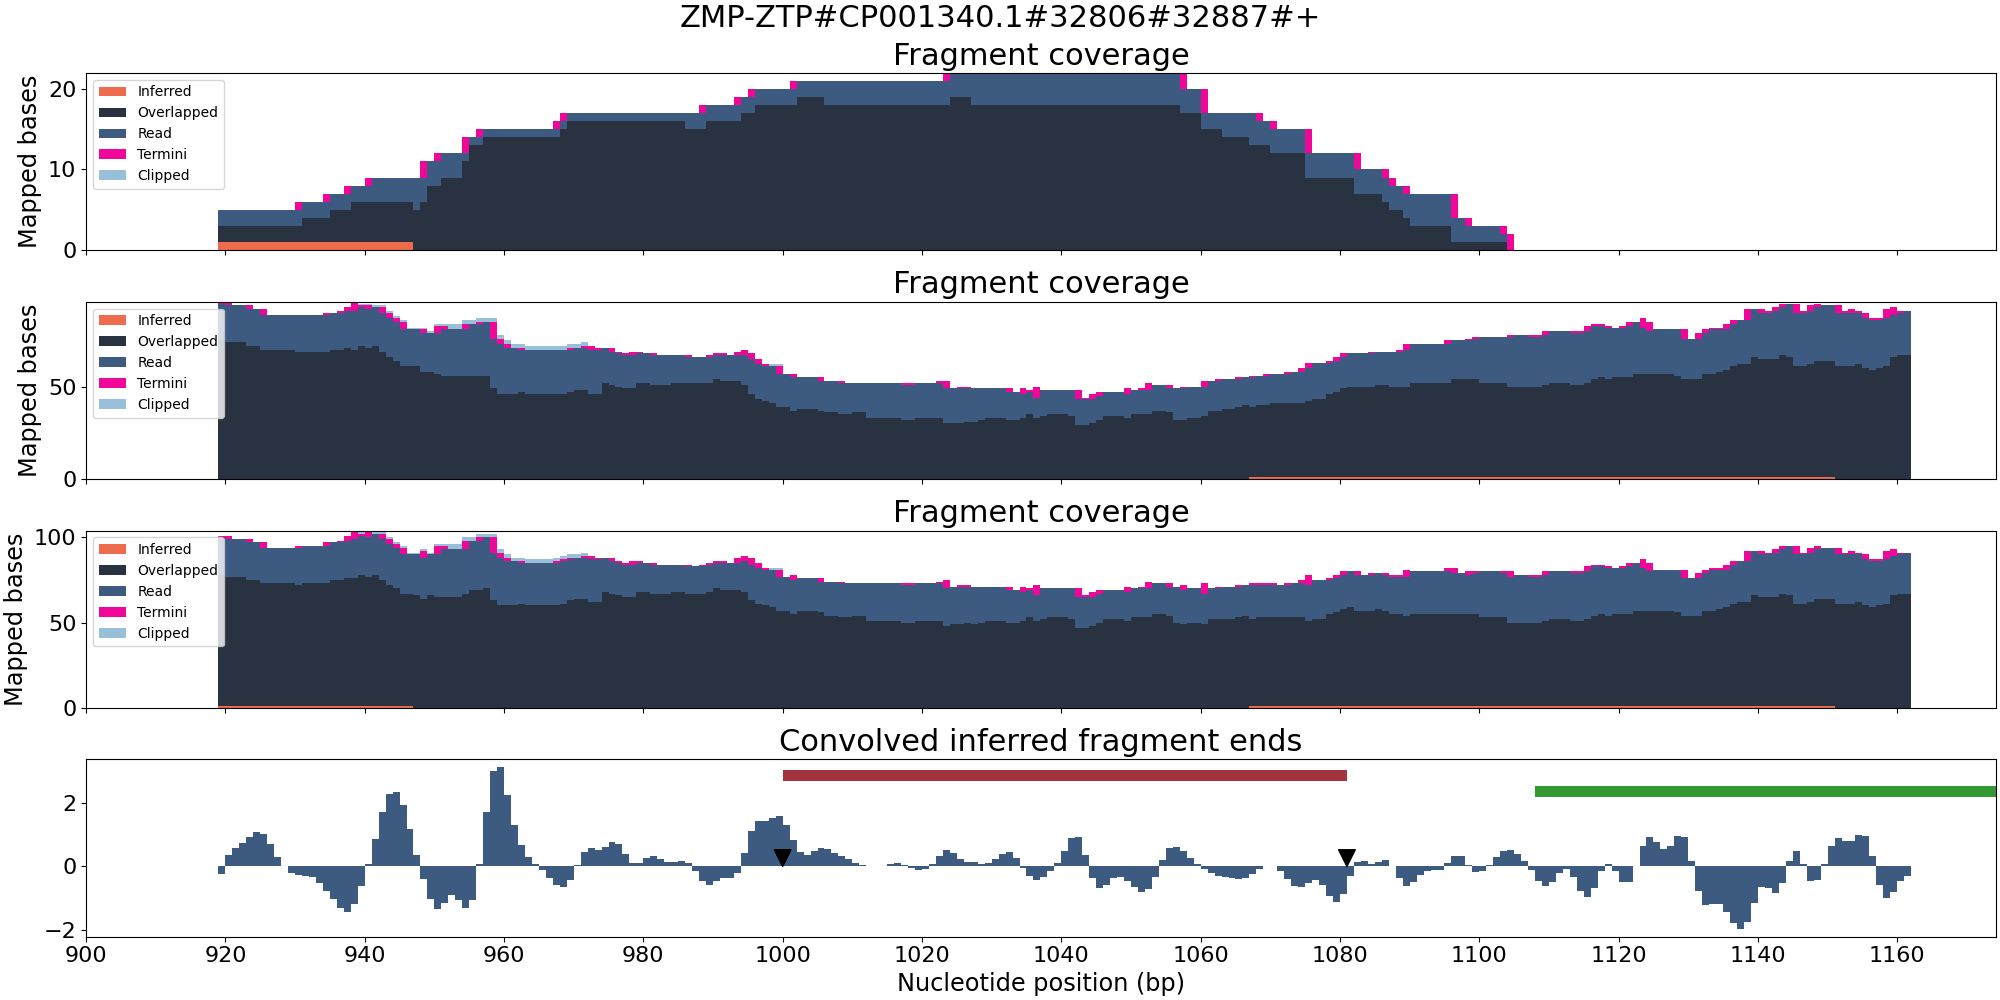 ZMP-ZTP#CP001340.1#32806#32887#+
Fragment coverage
Mapped bases
20
10
0
Inferred
Overlapped
Read
Termini
Clipped
Fragment coverage
Mapped bases
50
0
Inferred
Overlapped
Read
Termini
Clipped
Fragment coverage
Mapped bases
100
50
0
Inferred
Overlapped
Read
Termini
Clipped
Convolved inferred fragment ends
2
0
−2
900 920 940 960 980 1000 1020 1040 1060 1080 1100 1120 1140 1160
Nucleotide position (bp)